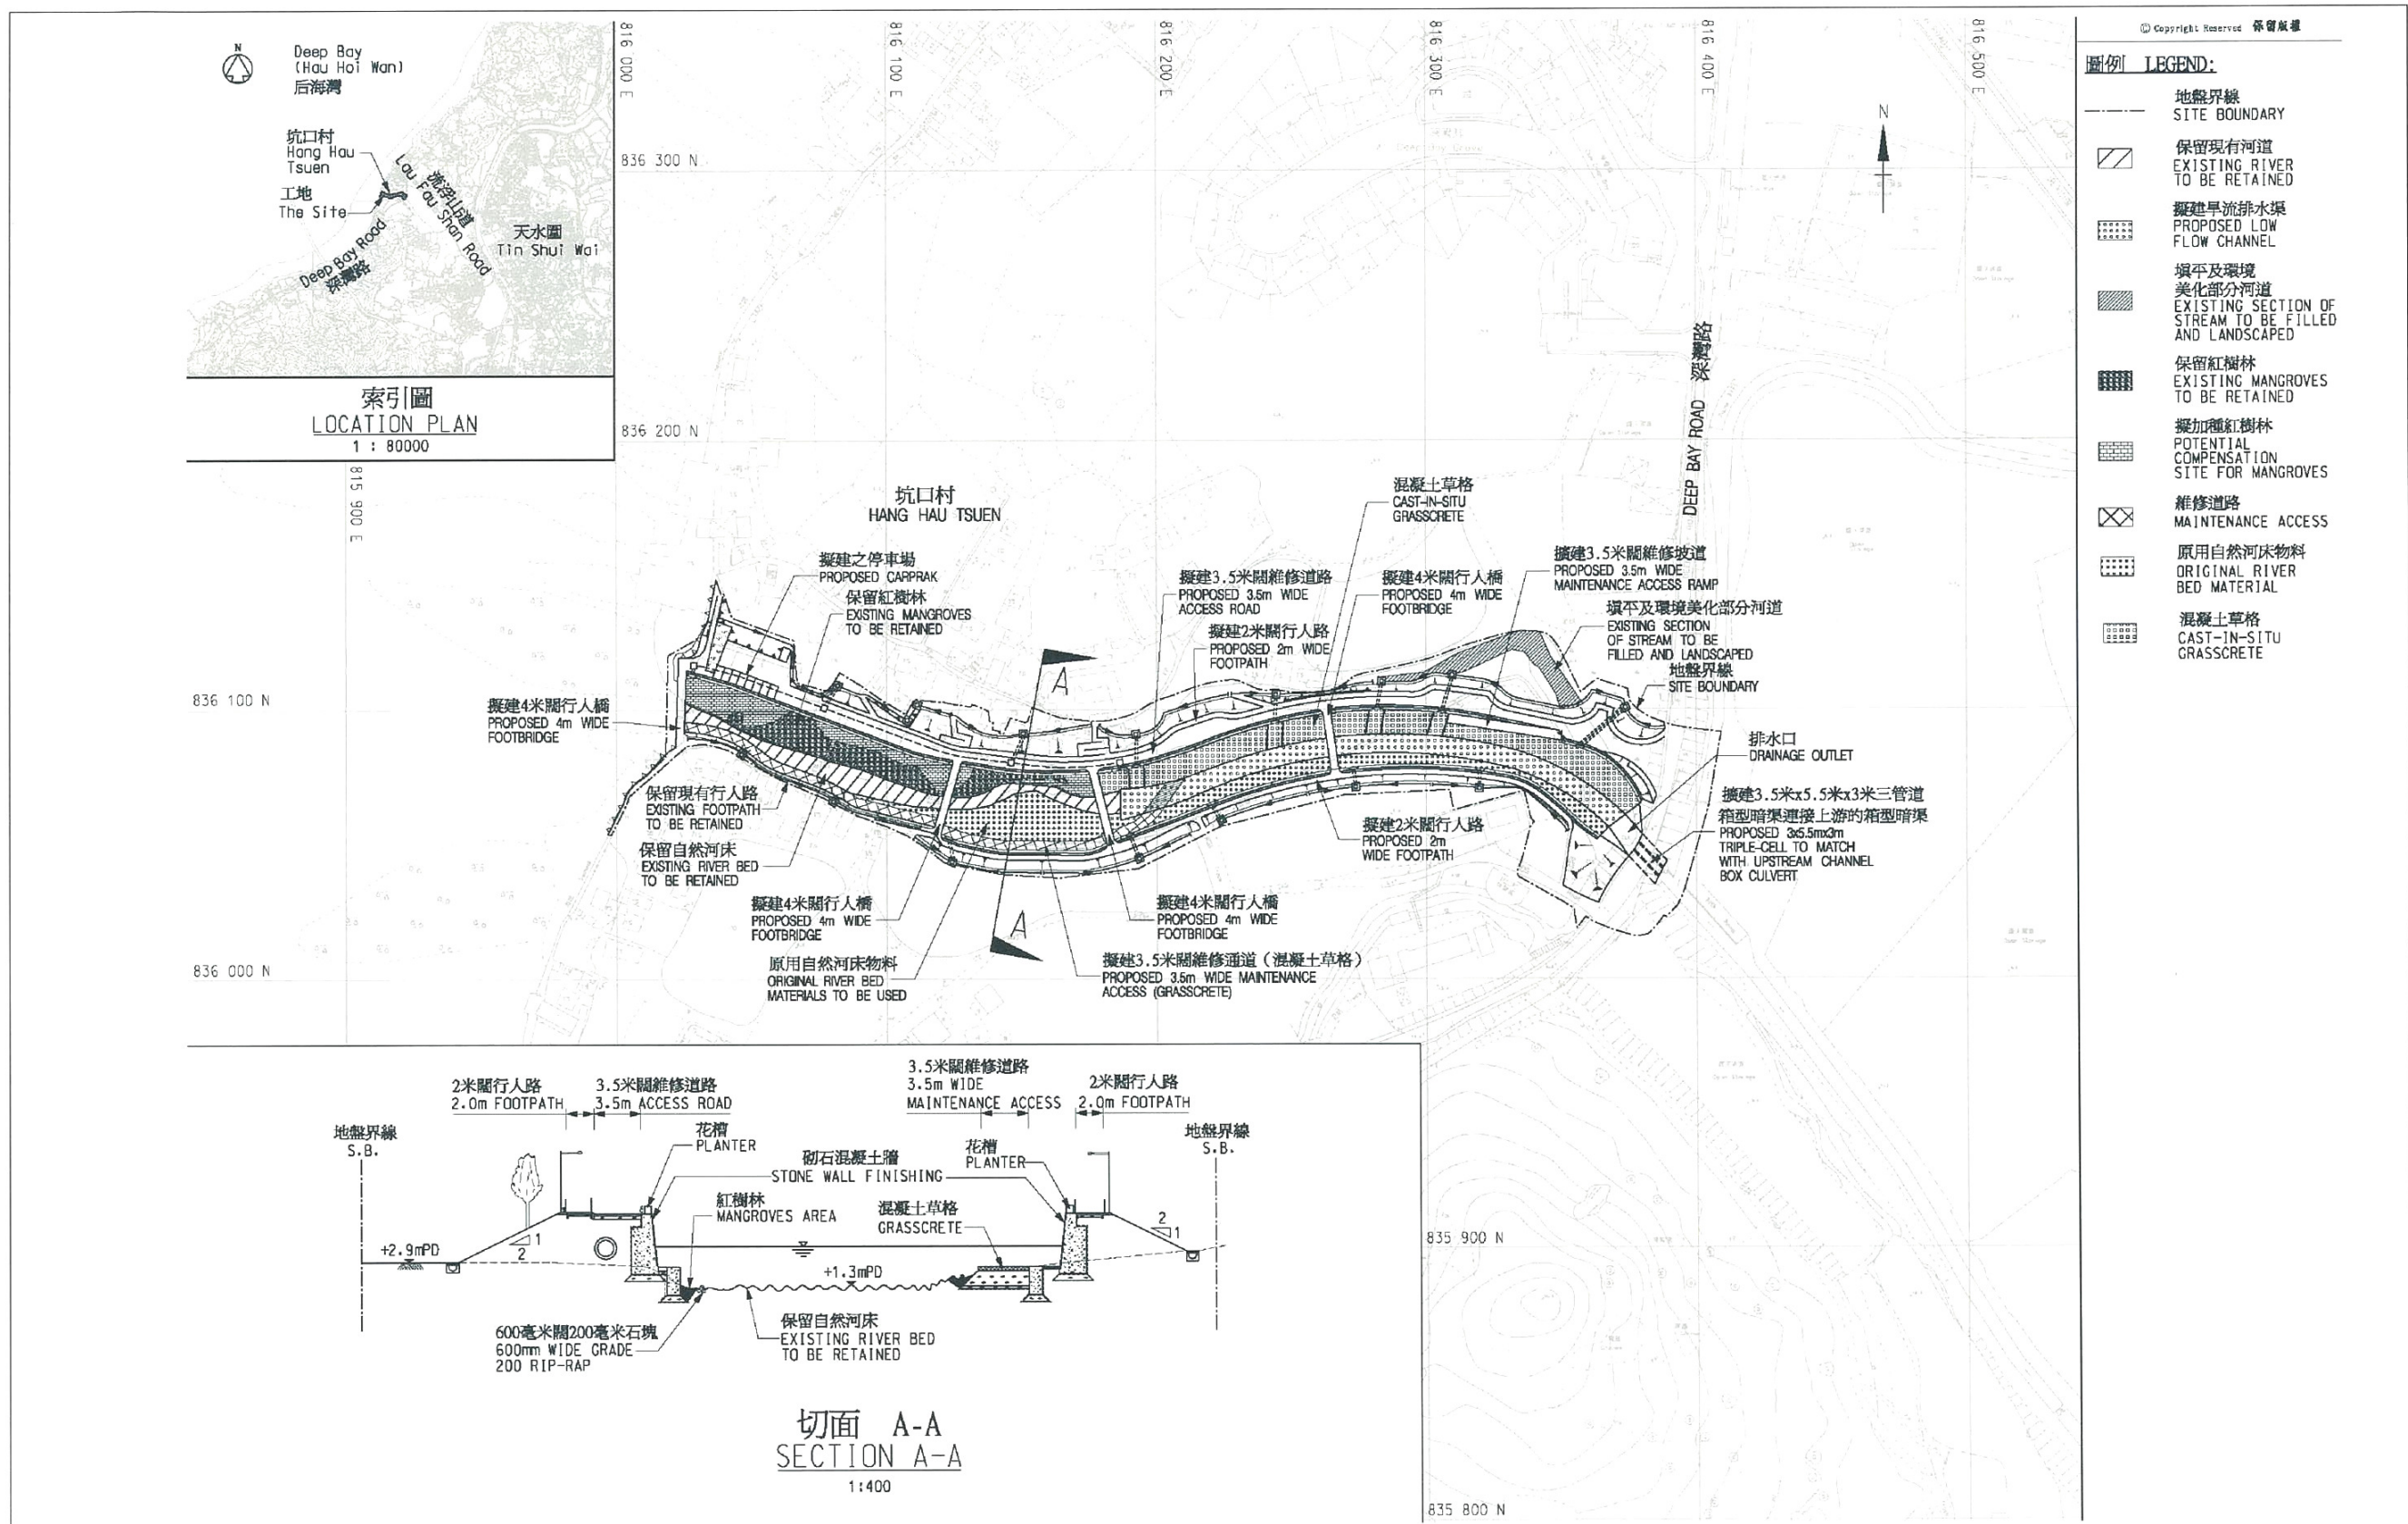 © Copyright Reserved 保留版權
圖例 LEGEND:
地盤界線
SITE BOUNDARY
保留現有河道
EXISTING RIVER
TO BE RETAINED
擬建旱流排水渠
PROPOSED LOW
FLOW CHANNEL
填平及環境
美化部分河道
EXISTING SECTION OF
STREAM TO BE FILLED
AND LANDSCAPED
保留紅樹林
EXISTING MANGROVES
TO BE RETAINED
擬加種紅樹林
POTENTIAL
COMPENSATION
SITE FOR MANGROVES
維修道路
MAINTENANCE ACCESS
原用自然河床物料
ORIGINAL RIVER
BED MATERIAL
混凝土草格
CAST-IN-SITU
GRASSCRETE
N
Deep Bay
(Hau Hoi Wan)
后海灣
坑口村
Hang Hau
Tsuen
工地
The Site
流浮山道
Lau Fau Shan Road
Deep Bay Road
深灣路
天水圍
Tin Shui Wai
索引圖
LOCATION PLAN
1 : 80000
816 000 E
816 100 E
816 200 E
816 300 E
816 400 E
816 500 E
815 900 E
836 300 N
836 200 N
836 100 N
836 000 N
835 900 N
835 800 N
N
DEEP BAY ROAD 深灣路
坑口村
HANG HAU TSUEN
擬建之停車場
PROPOSED CARPRAK
保留紅樹林
EXISTING MANGROVES
TO BE RETAINED
混凝土草格
CAST-IN-SITU
GRASSCRETE
擬建3.5米闊維修道路
PROPOSED 3.5m WIDE
ACCESS ROAD
擬建2米闊行人路
PROPOSED 2m WIDE
FOOTPATH
擬建4米闊行人橋
PROPOSED 4m WIDE
FOOTBRIDGE
擴建3.5米闊維修坡道
PROPOSED 3.5m WIDE
MAINTENANCE ACCESS RAMP
填平及環境美化部分河道
EXISTING SECTION
OF STREAM TO BE
FILLED AND LANDSCAPED
地盤界線
SITE BOUNDARY
排水口
DRAINAGE OUTLET
擴建3.5米x5.5米x3米三管道
箱型暗渠連接上游的箱型暗渠
PROPOSED 3x5.5mx3m
TRIPLE-CELL TO MATCH
WITH UPSTREAM CHANNEL
BOX CULVERT
擬建4米闊行人橋
PROPOSED 4m WIDE
FOOTBRIDGE
保留現有行人路
EXISTING FOOTPATH
TO BE RETAINED
保留自然河床
EXISTING RIVER BED
TO BE RETAINED
擬建4米闊行人橋
PROPOSED 4m WIDE
FOOTBRIDGE
原用自然河床物料
ORIGINAL RIVER BED
MATERIALS TO BE USED
擬建4米闊行人橋
PROPOSED 4m WIDE
FOOTBRIDGE
擬建3.5米闊維修通道（混凝土草格）
PROPOSED 3.5m WIDE MAINTENANCE
ACCESS (GRASSCRETE)
擬建2米闊行人路
PROPOSED 2m
WIDE FOOTPATH
A
A
2米闊行人路
2.0m FOOTPATH
3.5米闊維修道路
3.5m ACCESS ROAD
3.5米闊維修道路
3.5m WIDE
MAINTENANCE ACCESS
2米闊行人路
2.0m FOOTPATH
地盤界線
S.B.
花槽
PLANTER
砌石混凝土牆
STONE WALL FINISHING
花槽
PLANTER
地盤界線
S.B.
紅樹林
MANGROVES AREA
混凝土草格
GRASSCRETE
+2.9mPD
1
2
+1.3mPD
2
1
600毫米闊200毫米石塊
600mm WIDE GRADE
200 RIP-RAP
保留自然河床
EXISTING RIVER BED
TO BE RETAINED
切面 A-A
SECTION A-A
1:400